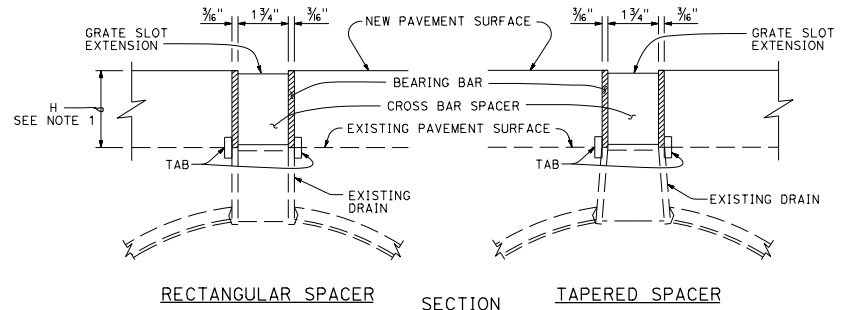 3/16" 1 3/4" 3/16"
GRATE SLOT
EXTENSION
NEW PAVEMENT SURFACE
3/16" 1 3/4" 3/16"
GRATE SLOT
EXTENSION
BEARING BAR
CROSS BAR SPACER
H
SEE NOTE 1
EXISTING PAVEMENT SURFACE
TAB
TAB
EXISTING
DRAIN
EXISTING DRAIN
RECTANGULAR SPACER
SECTION
TAPERED SPACER